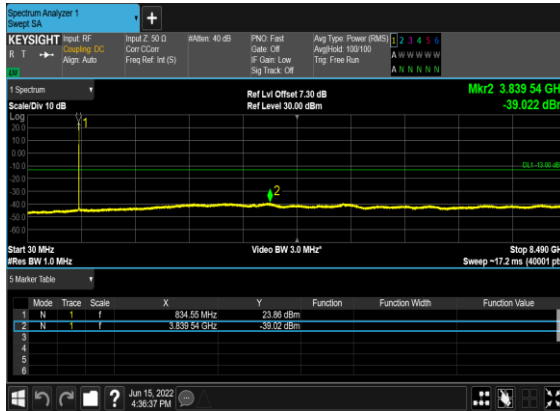 Spectrum Analyzer 1
Swept SA
+
KEYSIGHT
R T
Input: RF
Coupling: DC
Align: Auto
Input Z: 50 Ω
Corr CCorr
Freq Ref: Int (S)
#Atten: 40 dB
PNO: Fast
Gate: Off
IF Gain: Low
Sig Track: Off
Avg Type: Power (RMS)
Avg|Hold: 100/100
Trig: Free Run
1 2 3 4 5 6
A W W W W W
A N N N N N
1 Spectrum
Scale/Div 10 dB
Ref Lvl Offset 7.30 dB
Ref Level 30.00 dBm
Mkr2 3.839 54 GHz
-39.022 dBm
Log
20.0
10.0
0.00
-10.0
-20.0
-30.0
-40.0
-50.0
-60.0
1
2
DL1 -13.00 dB
Start 30 MHz
#Res BW 1.0 MHz
Video BW 3.0 MHz*
Stop 8.490 GH
Sweep ~17.2 ms (40001 pt
5 Marker Table
Mode Trace Scale X Y Function Function Width Function Value
1 N 1 f 834.55 MHz 23.86 dBm
2 N 1 f 3.839 54 GHz -39.02 dBm
3
4
5
6
?
Jun 15, 2022
4:36:37 PM